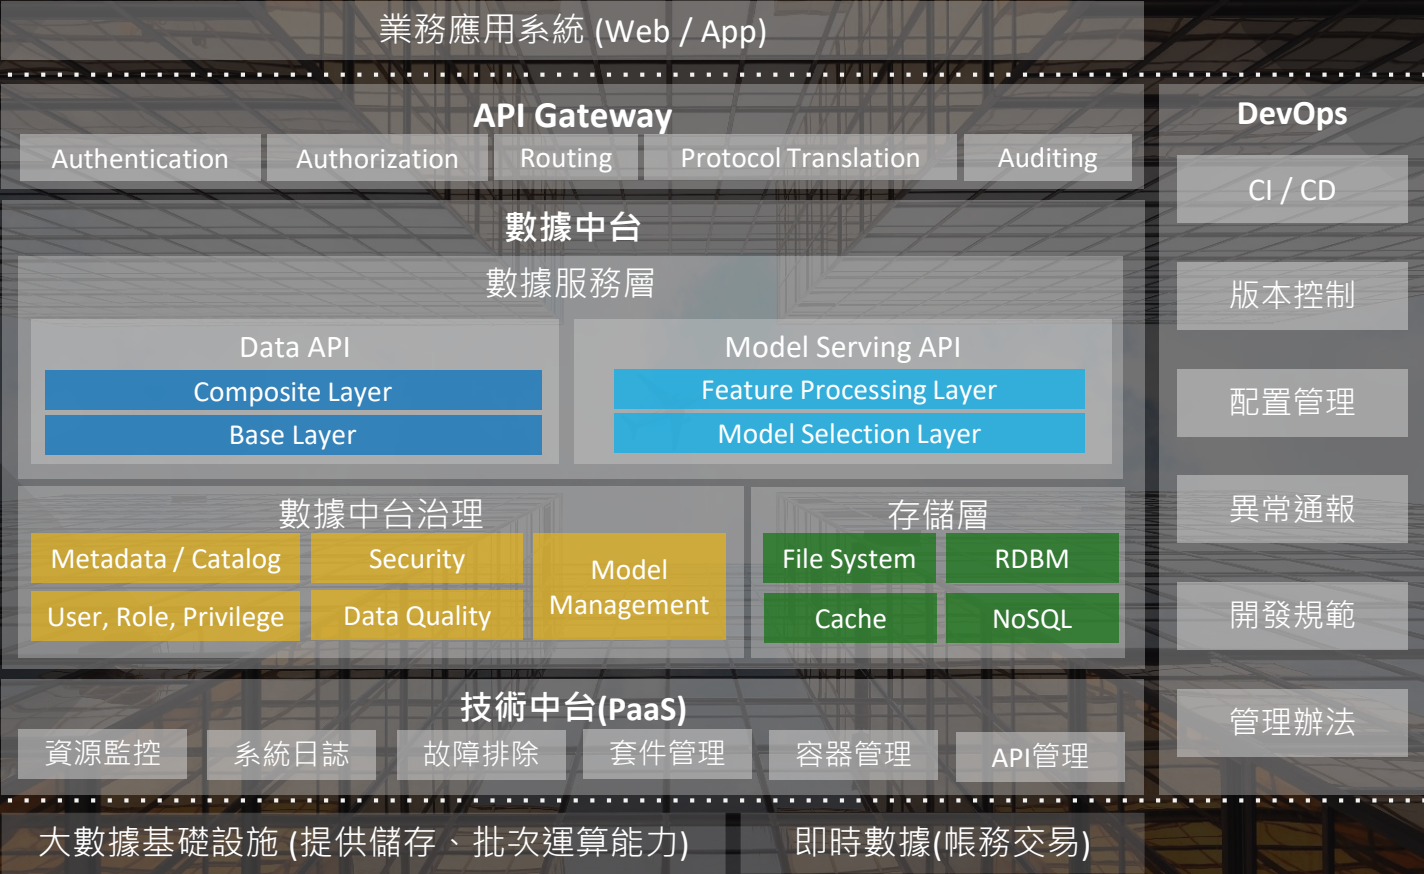 業務應用系統 (Web / App)
API Gateway
Authentication
Authorization
Routing
Protocol Translation
Auditing
數據中台
數據服務層
Data API
Composite Layer
Base Layer
Model Serving API
Feature Processing Layer
Model Selection Layer
數據中台治理
Metadata / Catalog
Security
User, Role, Privilege
Data Quality
Model
Management
存儲層
File System
RDBM
Cache
NoSQL
技術中台(PaaS)
資源監控
系統日誌
故障排除
套件管理
容器管理
API管理
DevOps
CI / CD
版本控制
配置管理
異常通報
開發規範
管理辦法
大數據基礎設施 (提供儲存、批次運算能力)
即時數據(帳務交易)